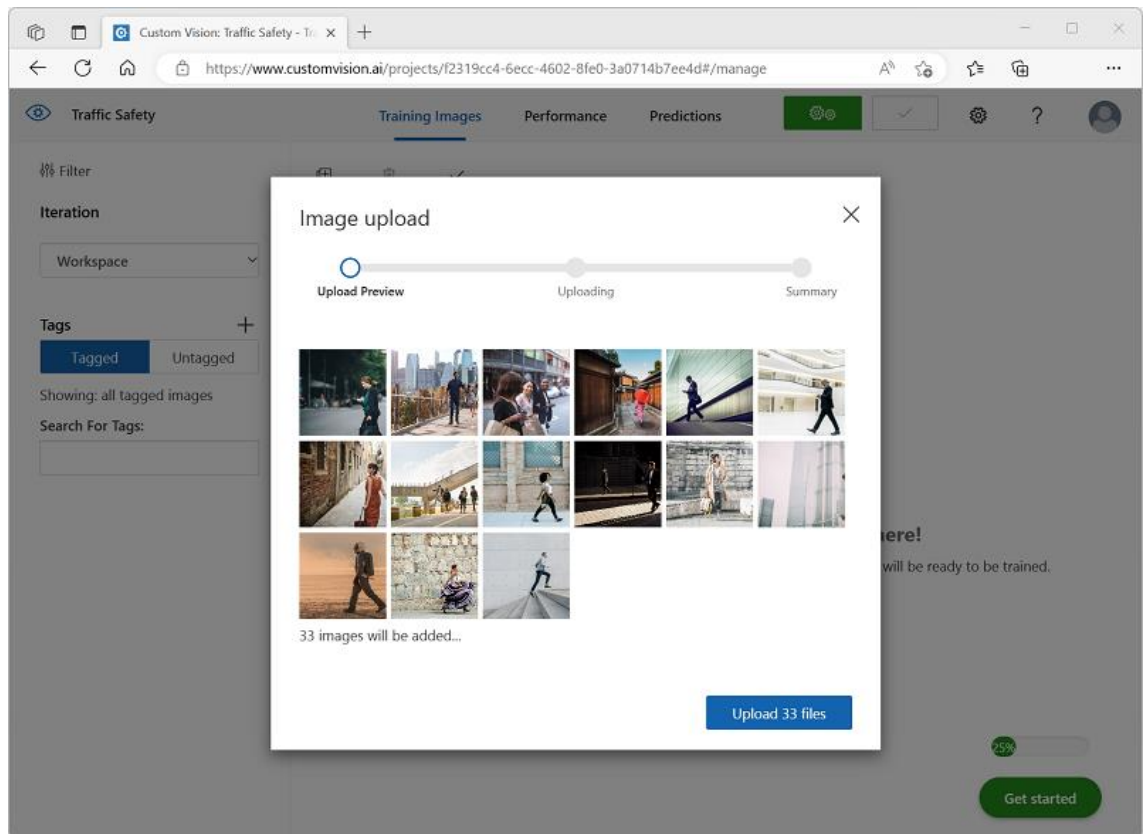 Custom Vision: Traffic Safety - Tr
https://www.customvision.ai/projects/f2319cc4-6ecc-4602-8fe0-3a0714b7ee4d#/manage
Traffic Safety
Training Images
Performance
Predictions
Filter
Iteration
Workspace
Tags
Tagged
Untagged
Showing: all tagged images
Search For Tags:
Image upload
Upload Preview
Uploading
Summary
33 images will be added...
Upload 33 files
here!
will be ready to be trained.
25%
Get started